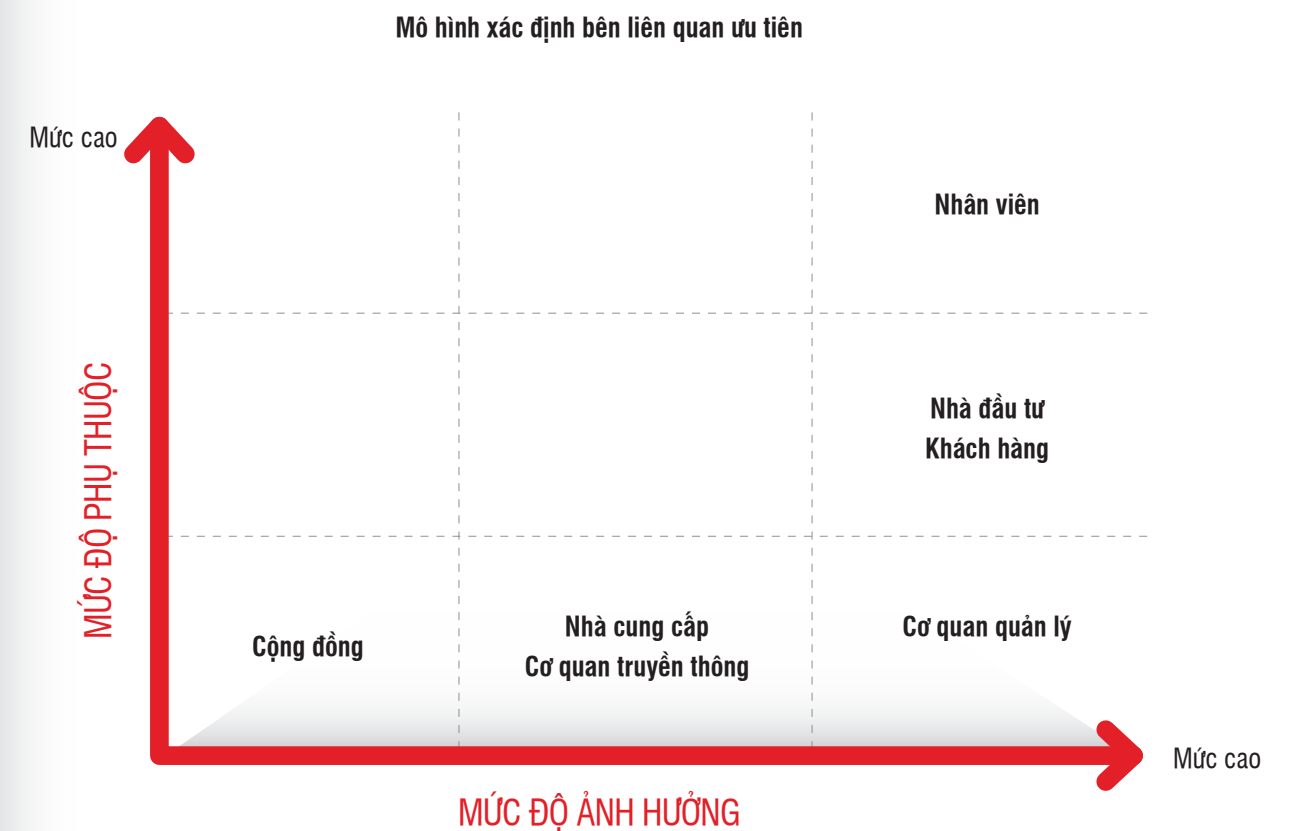 Mô hình xác định bên liên quan ưu tiên
Mức cao
Nhân viên
MỨC ĐỘ PHỤ THUỘC
Nhà đầu tư
Khách hàng
Cộng đồng
Nhà cung cấp
Cơ quan truyền thông
Cơ quan quản lý
Mức cao
MỨC ĐỘ ẢNH HƯỞNG